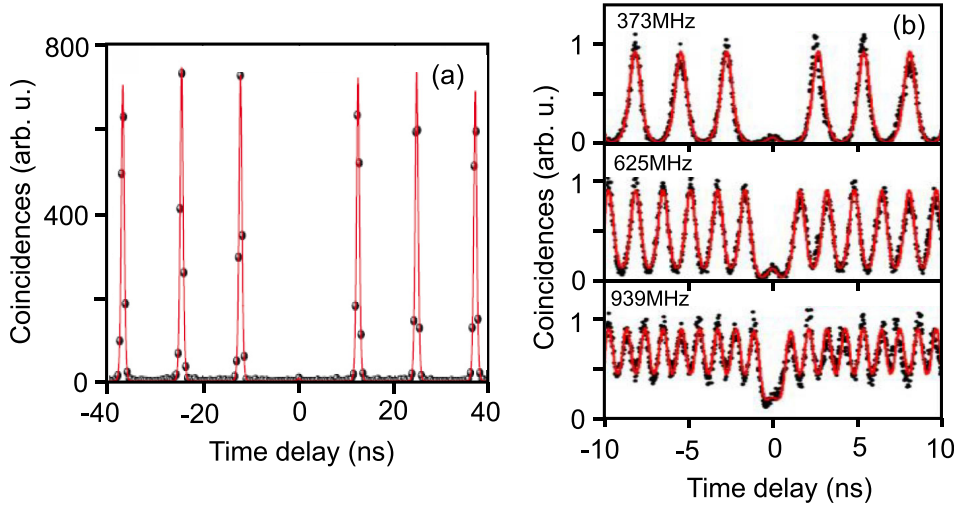 (a)
Coincidences (arb. u.)
800
400
0
-40
-20
0
20
40
Time delay (ns)
(b)
Coincidences (arb. u.)
373MHz
1
0
625MHz
1
0
939MHz
1
0
-10
-5
0
5
10
Time delay (ns)